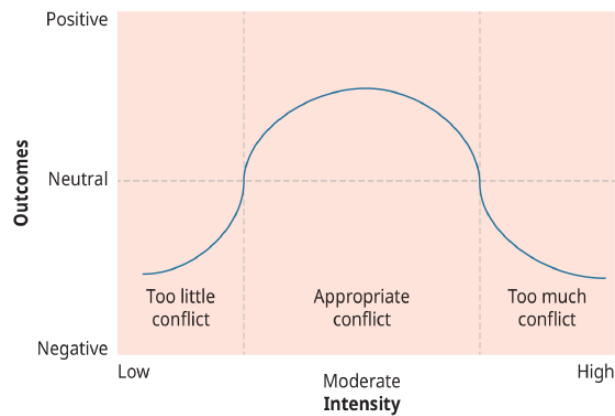 Positive
Outcomes
Neutral
Too little
conflict
Appropriate
conflict
Too much
conflict
Negative
Low
Moderate
High
Intensity